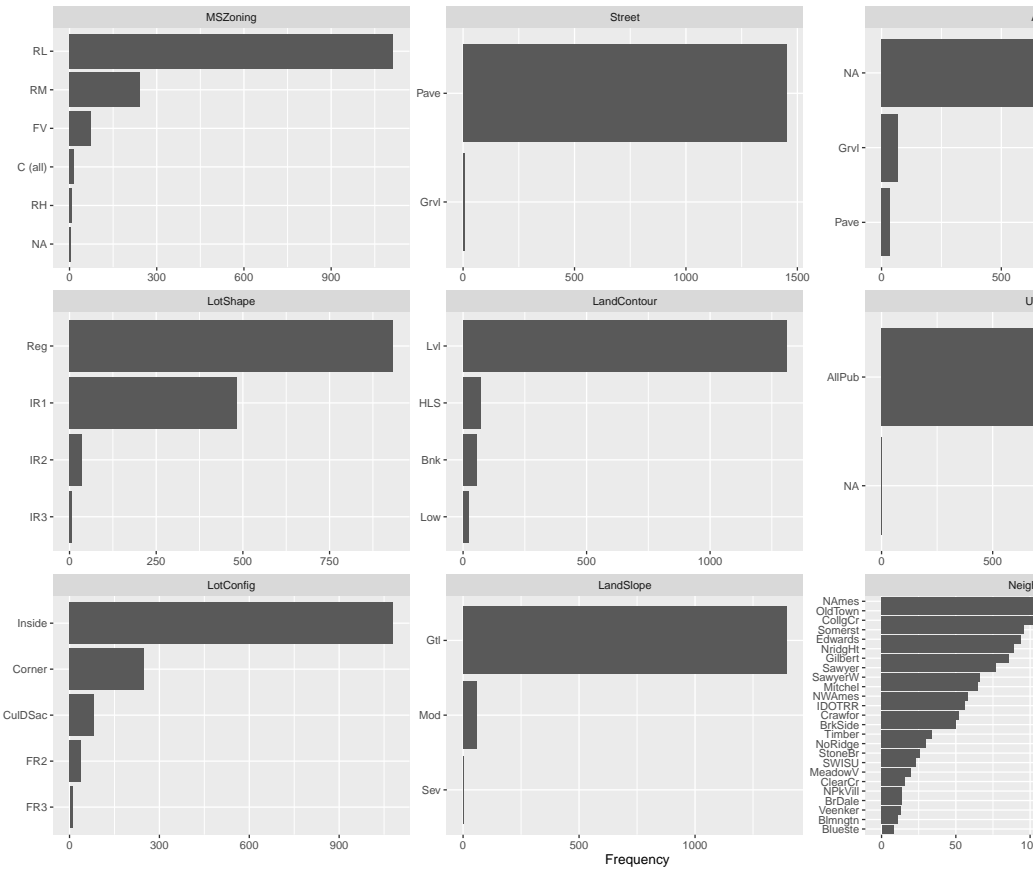 MSZoning
RL
RM
FV
C (all)
RH
NA
0 300 600 900
Street
Pave
Grvl
0 500 1000 1500
NA
Grvl
Pave
0 500
LotShape
Reg
IR1
IR2
IR3
0 250 500 750
LandContour
Lvl
HLS
Bnk
Low
0 500 1000
U
AllPub
NA
0 500
LotConfig
Inside
Corner
CulDSac
FR2
FR3
0 300 600 900
LandSlope
Gtl
Mod
Sev
0 500 1000
Frequency
Neigh
NAmes
OldTown
CollgCr
Somerst
Edwards
NridgHt
Gilbert
Sawyer
SawyerW
Mitchel
NWAmes
IDOTRR
Crawfor
BrkSide
Timber
NoRidge
StoneBr
SWISU
MeadowV
ClearCr
NPkVill
BrDale
Veenker
Blmngtn
Blueste
0 50